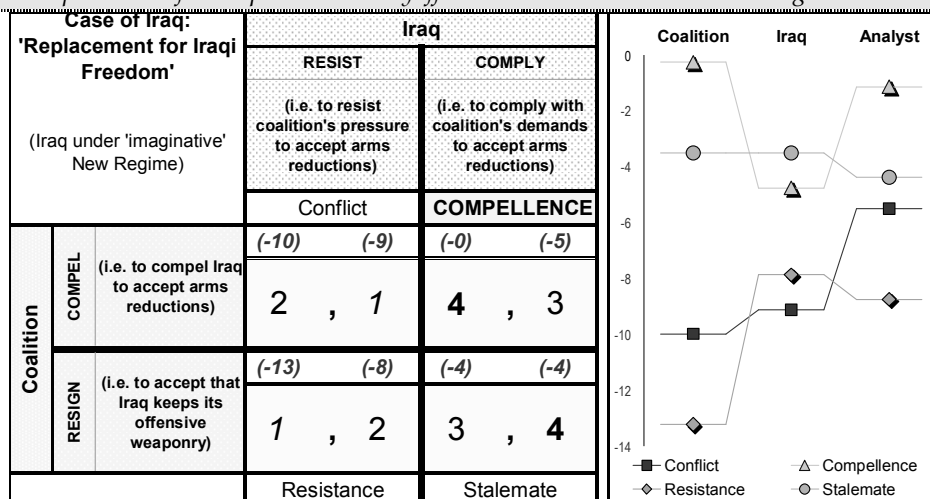 Case of Iraq:
'Replacement for Iraqi
Freedom'
(Iraq under 'imaginative'
New Regime)
Iraq
RESIST
COMPLY
(i.e. to resist
coalition's pressure
to accept arms
reductions)
(i.e. to comply with
coalition's demands
to accept arms
reductions)
Conflict
COMPELLENCE
Coalition
COMPEL
(i.e. to compel Iraq
to accept arms
reductions)
(-10) (-9) (-0) (-5)
2 , 1 4 , 3
RESIGN
(i.e. to accept that
Iraq keeps its
offensive
weaponry)
(-13) (-8) (-4) (-4)
1 , 2 3 , 4
Resistance
Stalemate
Coalition Iraq Analyst
0
-2
-4
-6
-8
-10
-12
-14
Conflict
Compellence
Resistance
Stalemate